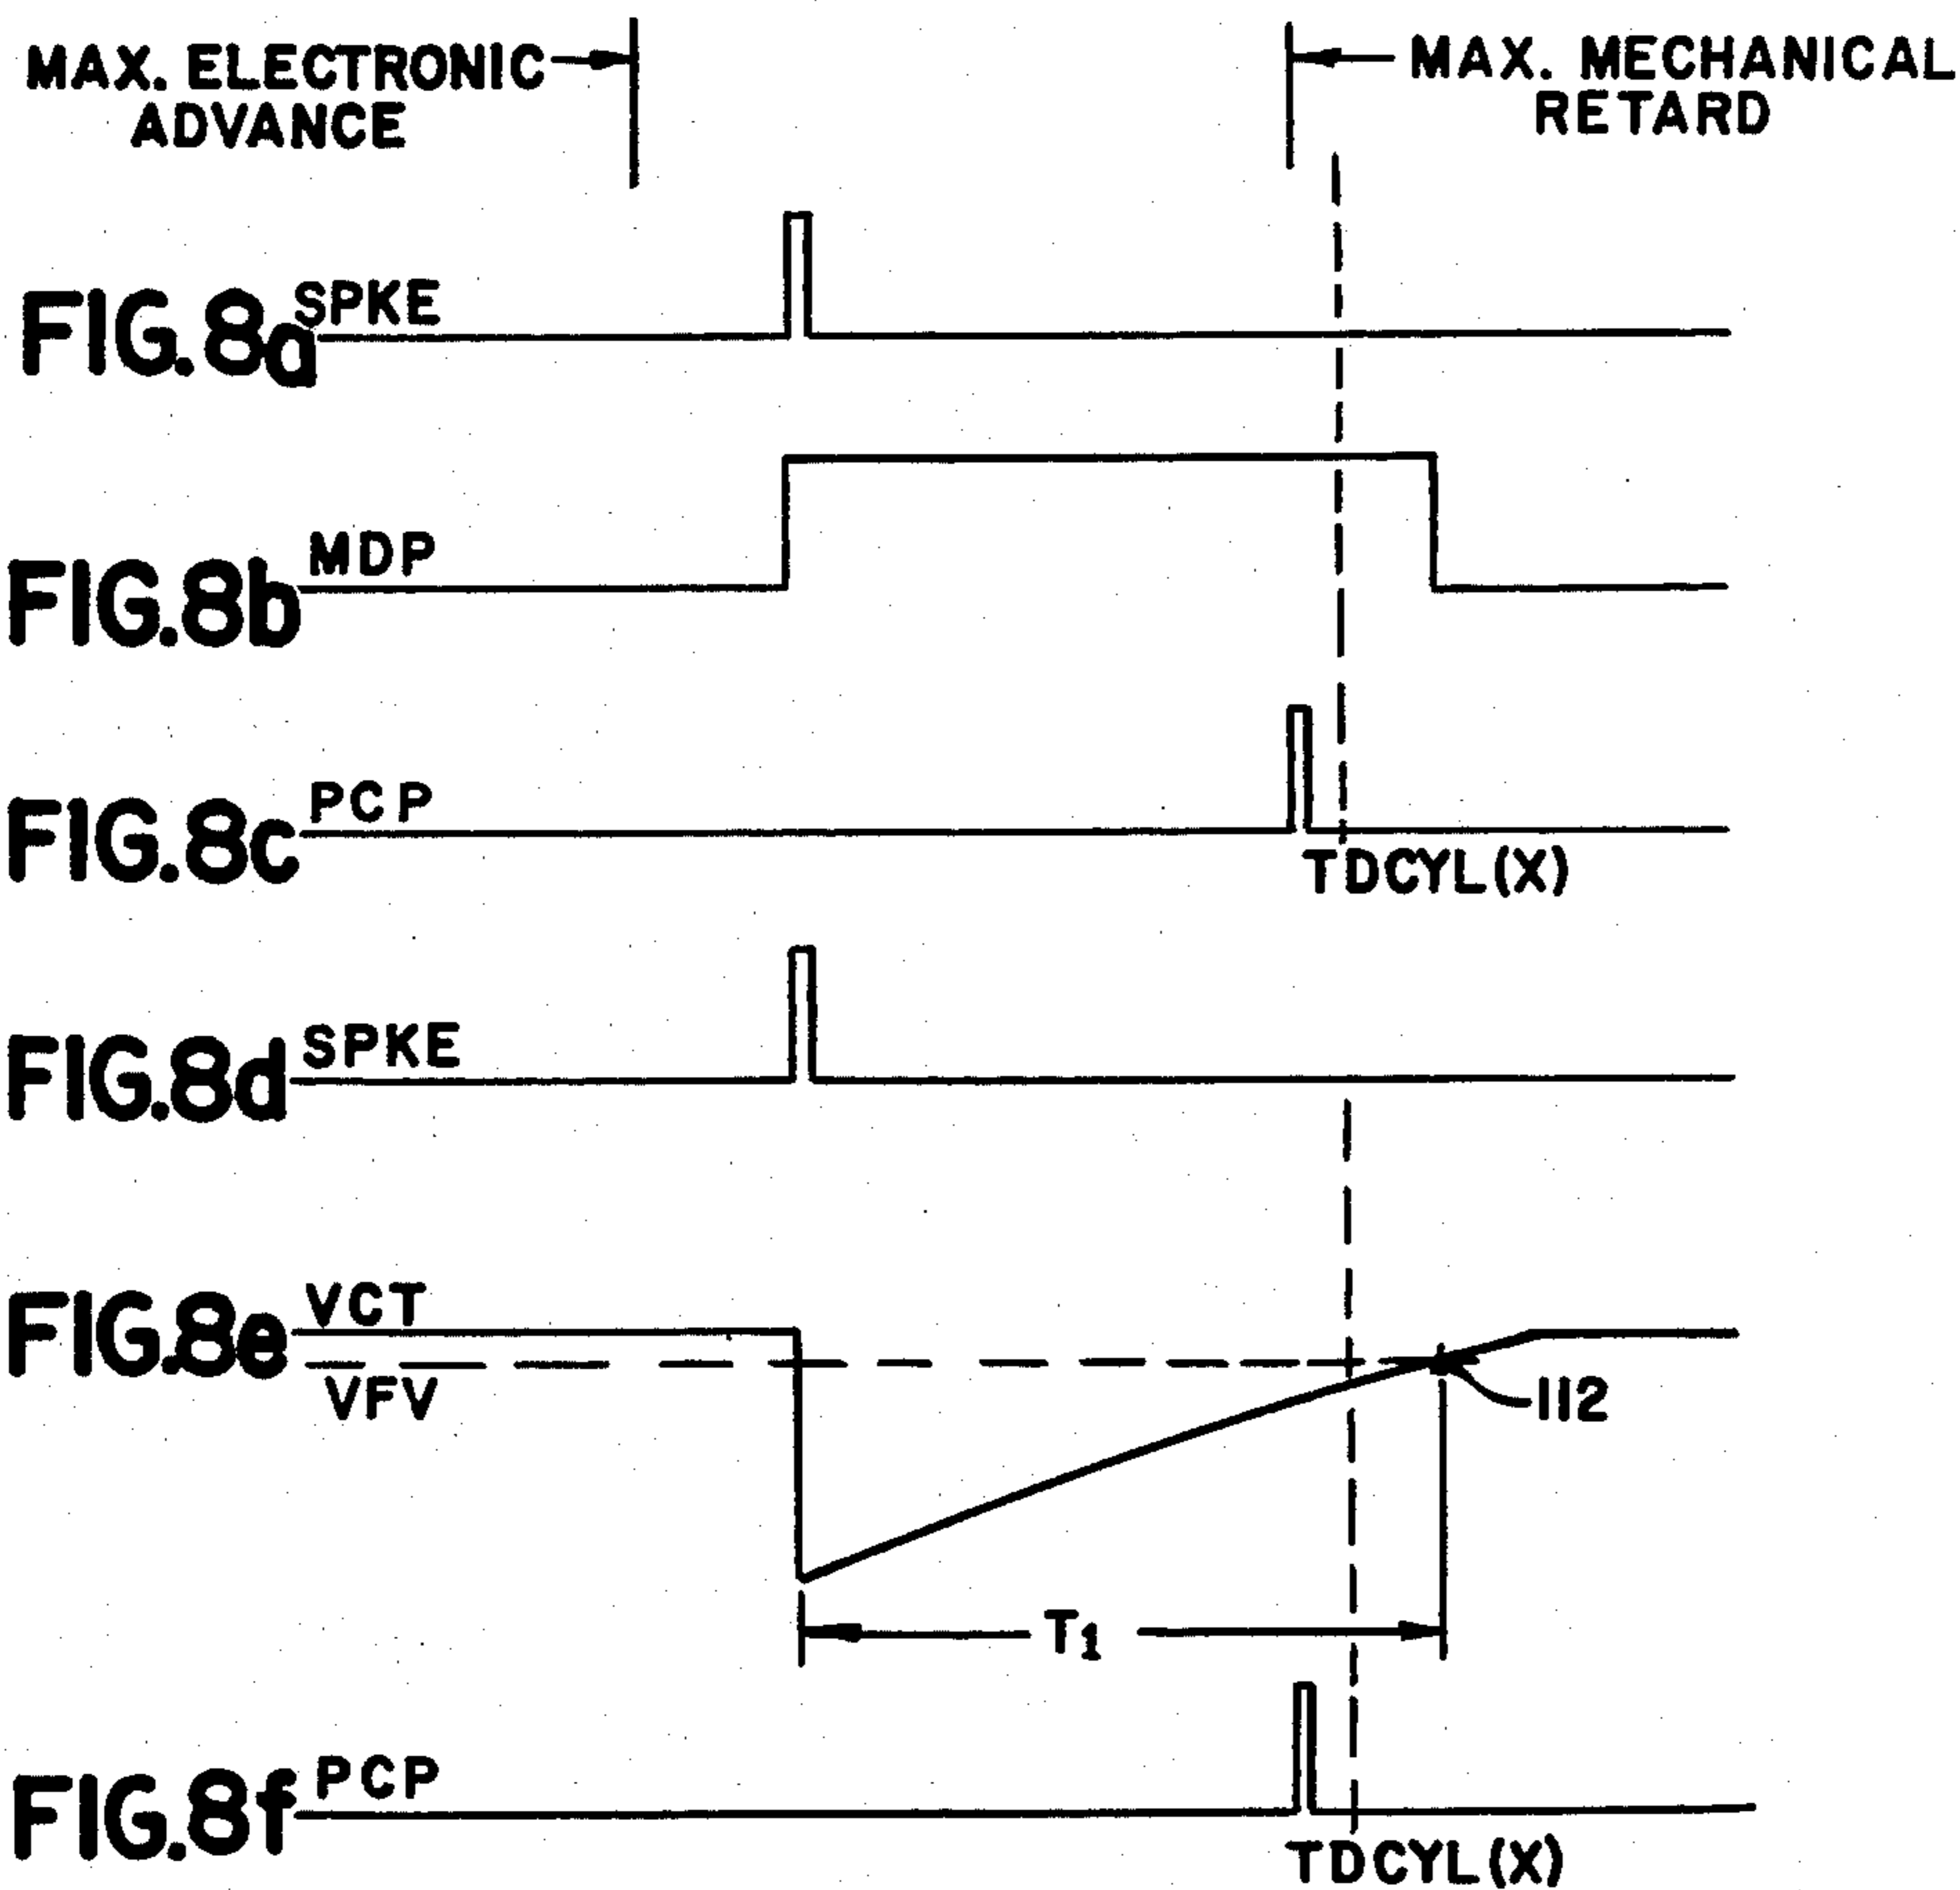 MAX. ELECTRONIC
ADVANCE
MAX. MECHANICAL
RETARD
FIG.8a
SPKE
FIG.8b
MDP
FIG.8c
PCP
TDCYL(X)
FIG.8d
SPKE
FIG.8e
VCT
VFV
112
T1
FIG.8f
PCP
TDCYL(X)